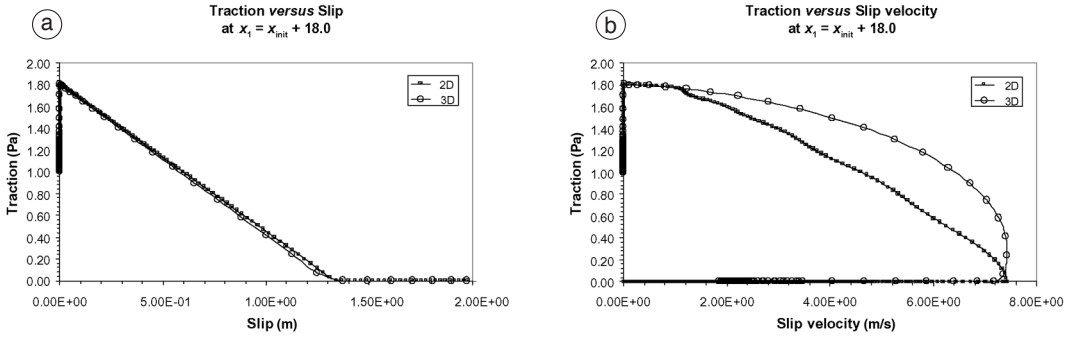 a
Traction versus Slip
at x1 = xinit + 18.0
2.00
1.80
1.60
1.40
1.20
1.00
0.80
0.60
0.40
0.20
0.00
Traction (Pa)
2D
3D
0.00E+00 5.00E-01 1.00E+00 1.50E+00 2.00E+00
Slip (m)
b
Traction versus Slip velocity
at x1 = xinit + 18.0
2.00
1.80
1.60
1.40
1.20
1.00
0.80
0.60
0.40
0.20
0.00
Traction (Pa)
2D
3D
0.00E+00 2.00E+00 4.00E+00 6.00E+00 8.00E+00
Slip velocity (m/s)